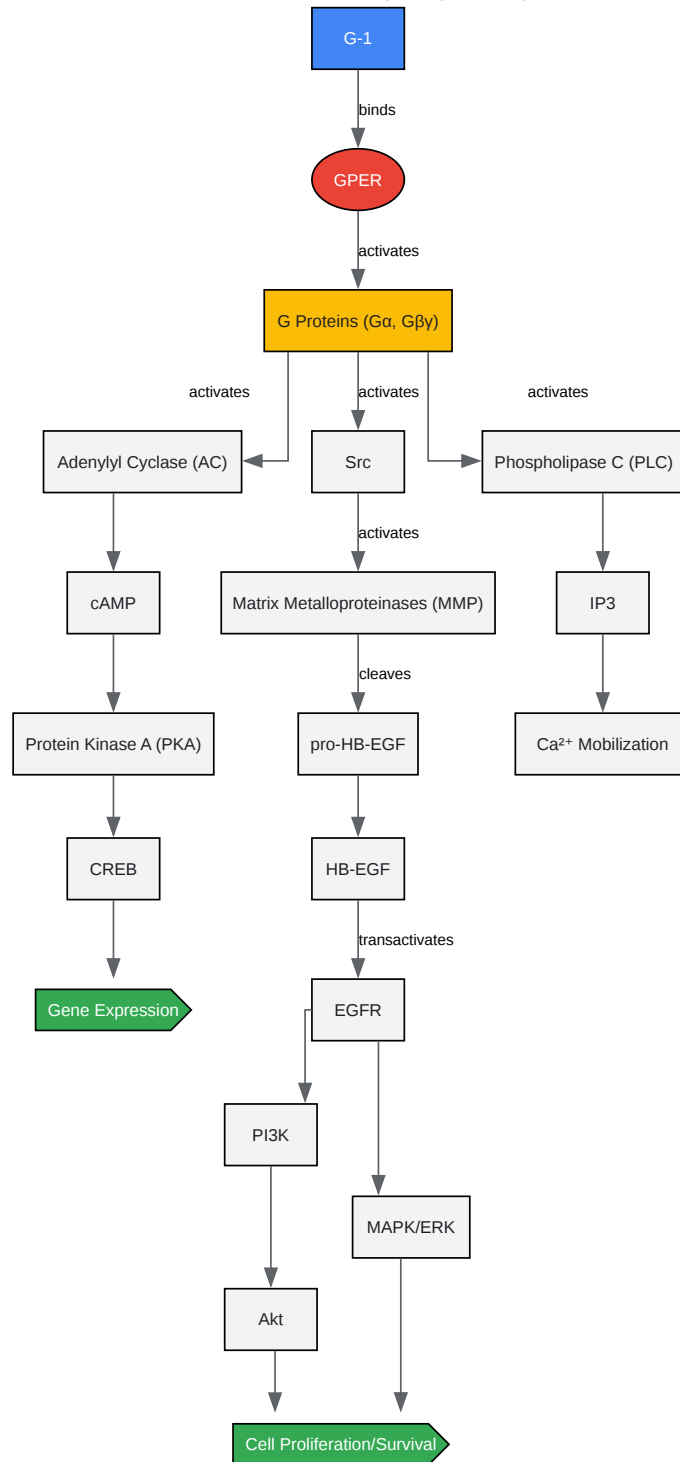 G-1
binds
GPER
activates
G Proteins (Gα, Gβγ)
activates
activates
activates
Adenylyl Cyclase (AC)
Src
Phospholipase C (PLC)
activates
cAMP
Matrix Metalloproteinases (MMP)
IP3
cleaves
Protein Kinase A (PKA)
pro-HB-EGF
Ca²⁺ Mobilization
CREB
HB-EGF
transactivates
Gene Expression
EGFR
PI3K
MAPK/ERK
Akt
Cell Proliferation/Survival